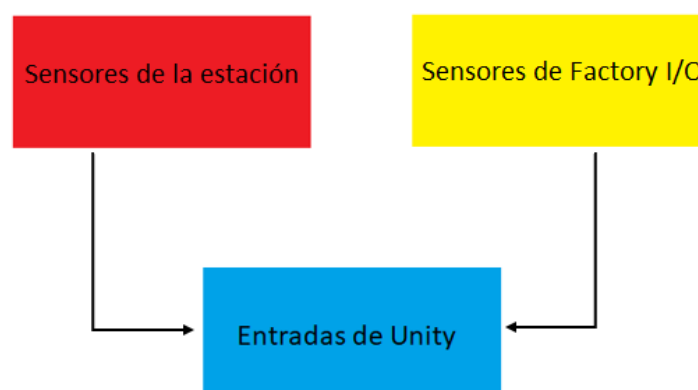 Sensores de la estación
Sensores de Factory I/O
Entradas de Unity